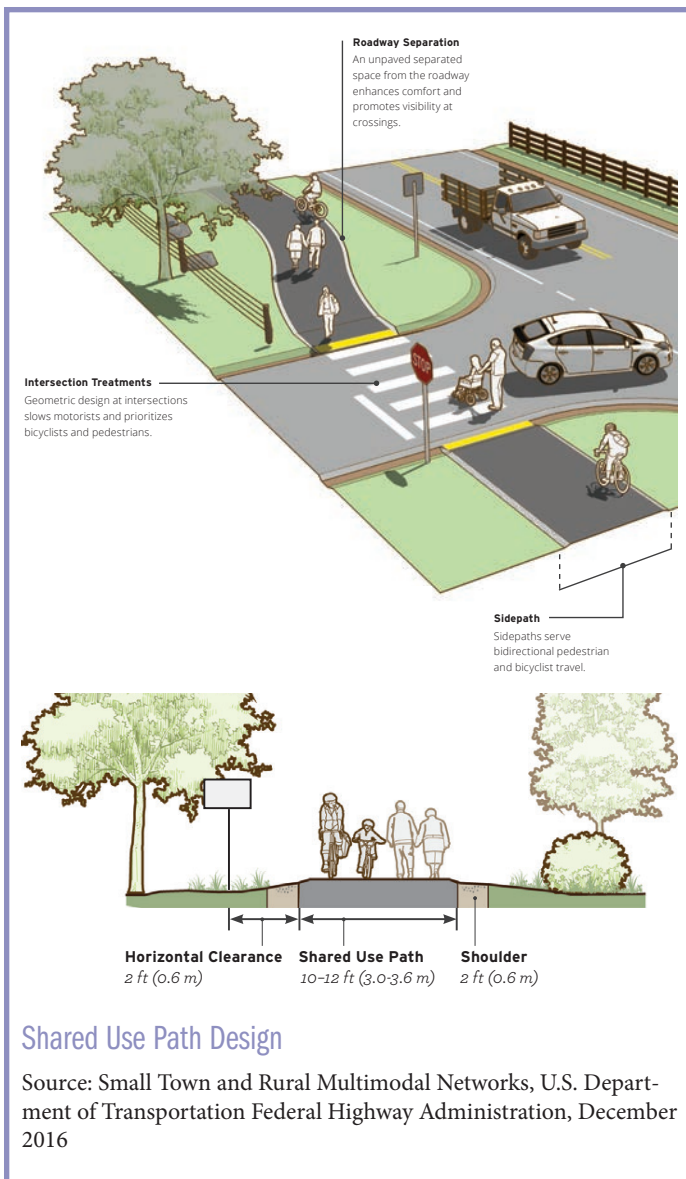 Roadway Separation
An unpaved separated
space from the roadway
enhances comfort and
promotes visibility at
crossings.
STOP
Intersection Treatments
Geometric design at intersections
slows motorists and prioritizes
bicyclists and pedestrians.
Sidepath
Sidepaths serve
bidirectional pedestrian
and bicyclist travel.
Horizontal Clearance
2 ft (0.6 m)
Shared Use Path
10–12 ft (3.0-3.6 m)
Shoulder
2 ft (0.6 m)
Shared Use Path Design
Source: Small Town and Rural Multimodal Networks, U.S. Depart-
ment of Transportation Federal Highway Administration, December
2016